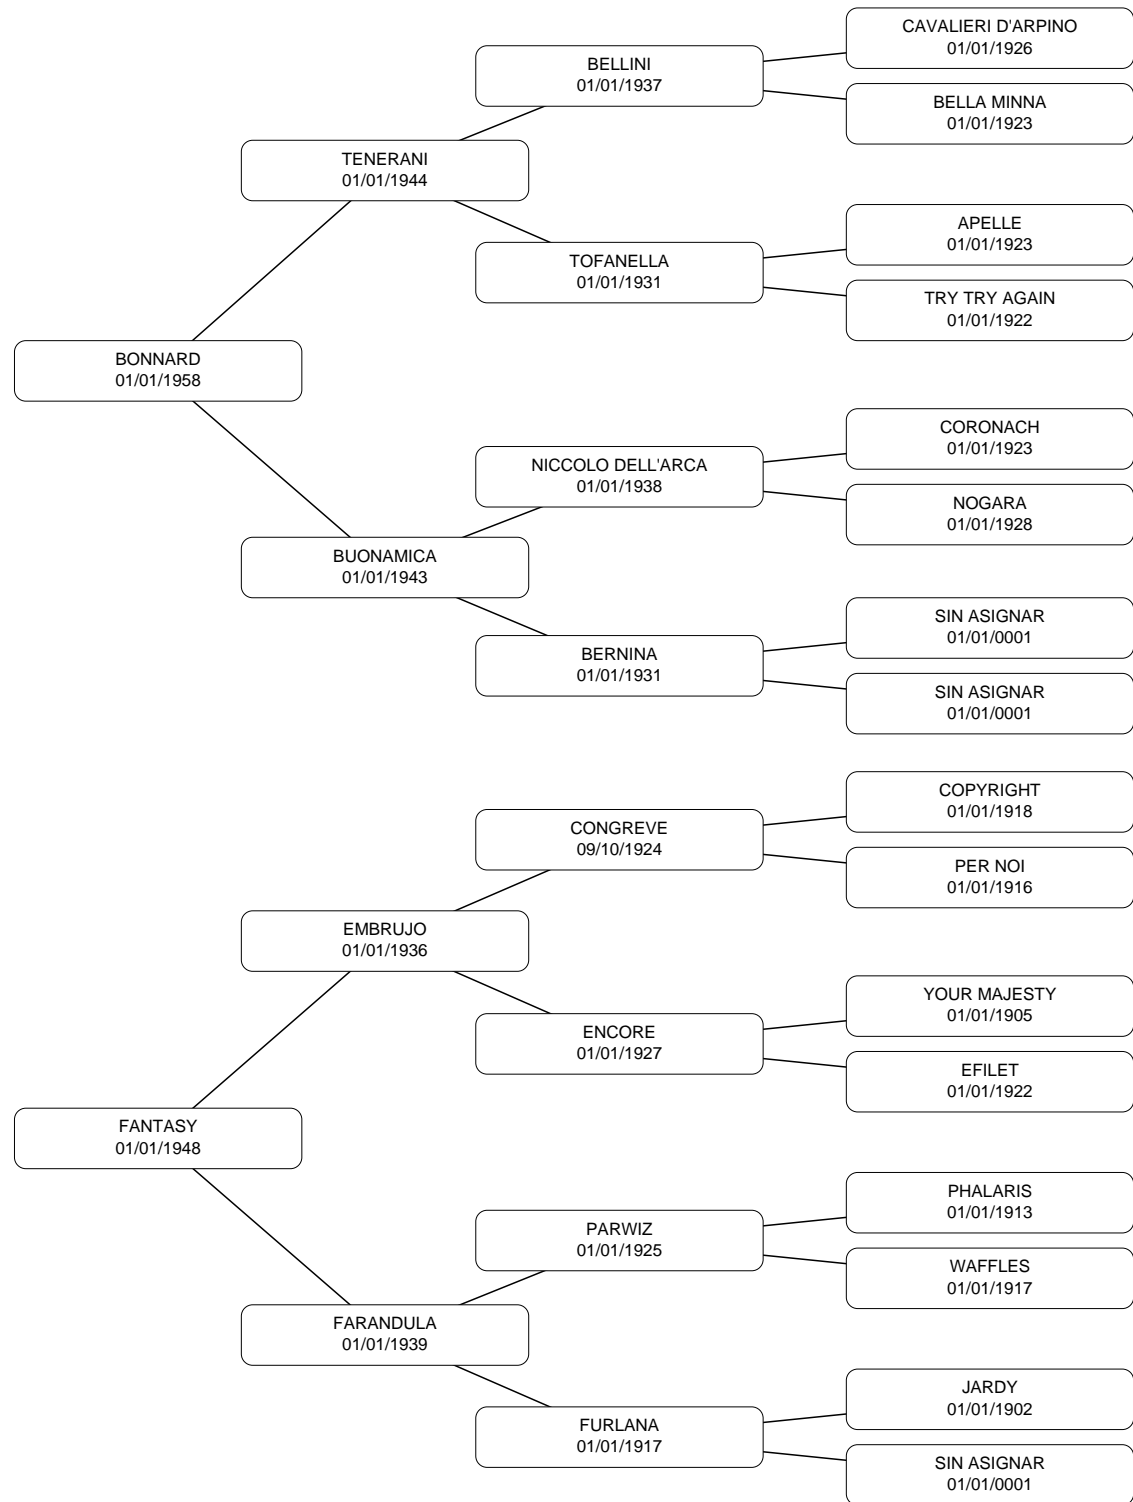 CAVALIERI D'ARPINO
01/01/1926
BELLINI
01/01/1937
BELLA MINNA
01/01/1923
TENERANI
01/01/1944
APELLE
01/01/1923
TOFANELLA
01/01/1931
TRY TRY AGAIN
01/01/1922
BONNARD
01/01/1958
CORONACH
01/01/1923
NICCOLO DELL'ARCA
01/01/1938
NOGARA
01/01/1928
BUONAMICA
01/01/1943
SIN ASIGNAR
01/01/0001
BERNINA
01/01/1931
SIN ASIGNAR
01/01/0001
COPYRIGHT
01/01/1918
CONGREVE
09/10/1924
PER NOI
01/01/1916
EMBRUJO
01/01/1936
YOUR MAJESTY
01/01/1905
ENCORE
01/01/1927
EFILET
01/01/1922
FANTASY
01/01/1948
PHALARIS
01/01/1913
PARWIZ
01/01/1925
WAFFLES
01/01/1917
FARANDULA
01/01/1939
JARDY
01/01/1902
FURLANA
01/01/1917
SIN ASIGNAR
01/01/0001